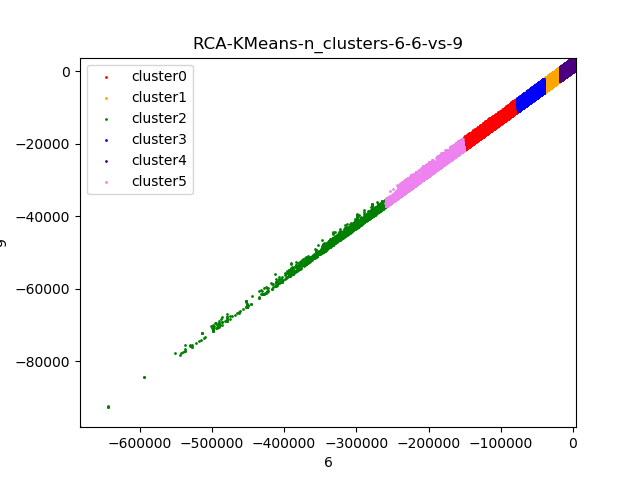 RCA-KMeans-n_clusters-6-6-vs-9
cluster0
cluster1
cluster2
cluster3
cluster4
cluster5
0
−20000
−40000
−60000
−80000
9
−600000 −500000 −400000 −300000 −200000 −100000 0
6